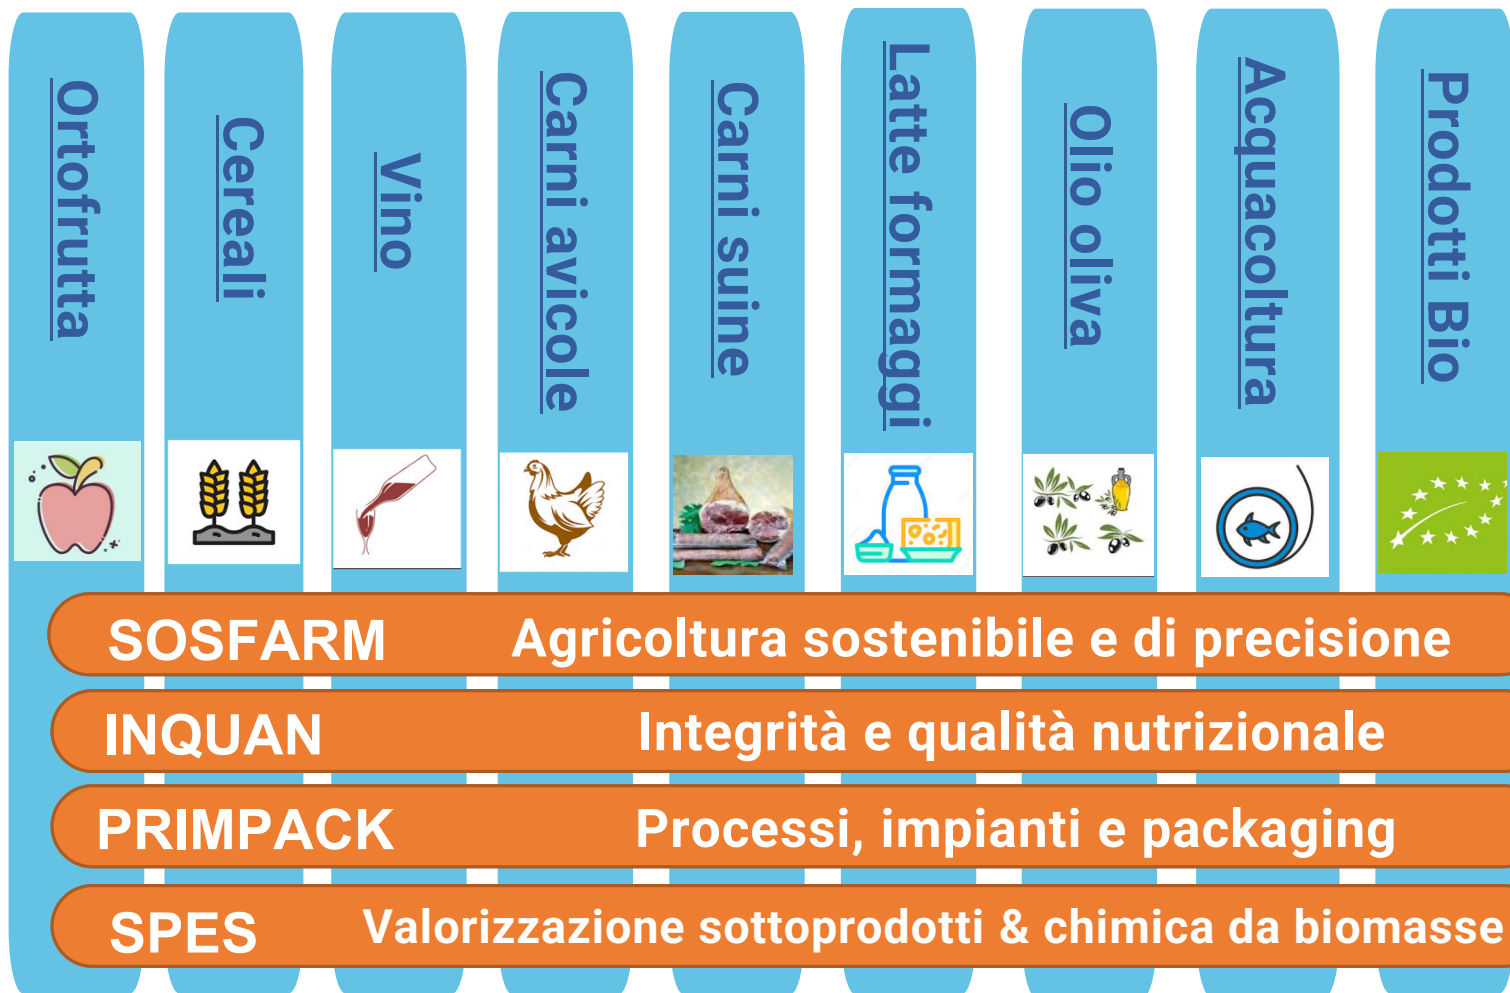 Ortofruttta
Cereali
Vino
Carni avicole
Carni suine
Latte formaggi
Olio oliva
Acquacoltura
Prodotti Bio
SOSFARM Agricoltura sostenibile e di precisione
INQUAN Integrità e qualità nutrizionale
PRIMPACK Processi, impianti e packaging
SPES Valorizzazione sottoprodotti & chimica da biomasse